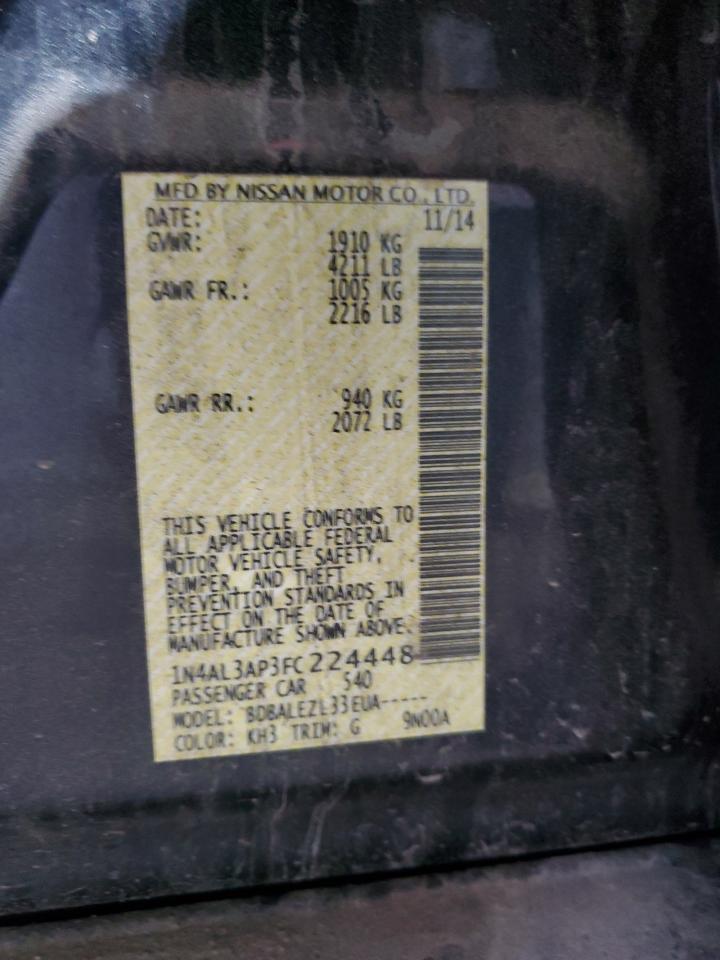 MFD BY NISSAN MOTOR CO., LTD.
DATE: 11/14
GVWR: 1910 KG
4211 LB
GAWR FR.: 1005 KG
2216 LB
GAWR RR.: 940 KG
2072 LB
THIS VEHICLE CONFORMS TO
ALL APPLICABLE FEDERAL
MOTOR VEHICLE SAFETY,
BUMPER, AND THEFT
PREVENTION STANDARDS IN
EFFECT ON THE DATE OF
MANUFACTURE SHOWN ABOVE.
1N4AL3AP3FC224448
PASSENGER CAR 540
MODEL: BDBALEZL33EUA-----
COLOR: KH3 TRIM: G 9N00A